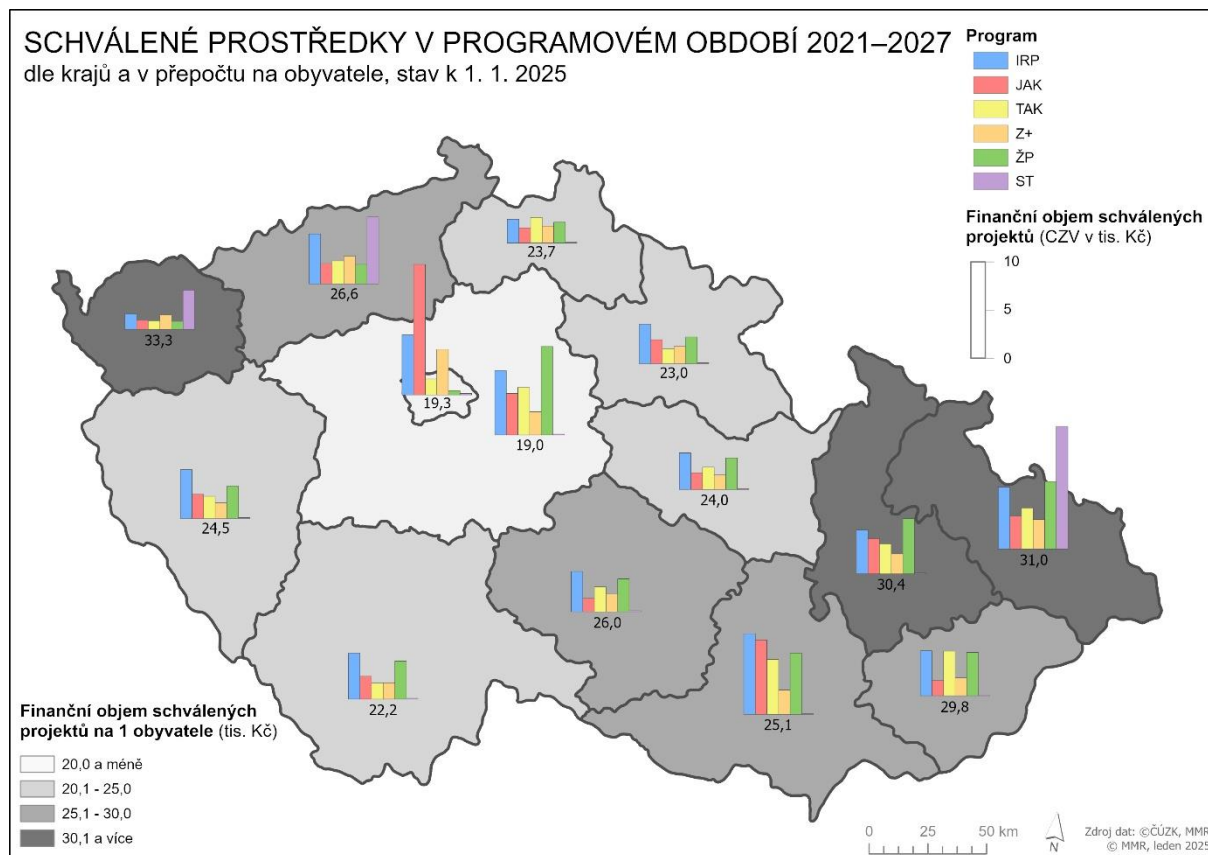 SCHVÁLENÉ PROSTŘEDKY V PROGRAMOVÉM OBDOBÍ 2021–2027
dle krajů a v přepočtu na obyvatele, stav k 1. 1. 2025
Program
IRP
JAK
TAK
Z+
ŽP
ST
Finanční objem schválených
projektů (CZV v tis. Kč)
10
5
0
23,7
26,6
33,3
23,0
19,3
19,0
24,0
24,5
31,0
30,4
26,0
29,8
25,1
22,2
Finanční objem schválených
projektů na 1 obyvatele (tis. Kč)
20,0 a méně
20,1 - 25,0
25,1 - 30,0
30,1 a více
0 25 50 km
N
Zdroj dat: ©ČÚZK, MMR
© MMR, leden 2025